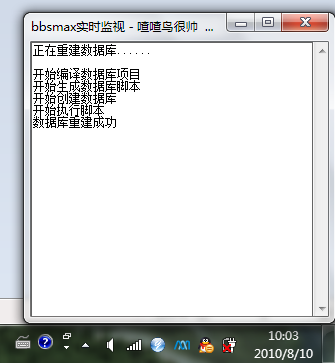 bbsmax实时监视 - 喳喳鸟很帅 ...
正在重建数据库......
开始编译数据库项目
开始生成数据库脚本
开始创建数据库
开始执行脚本
数据库重建成功
10:03
2010/8/10